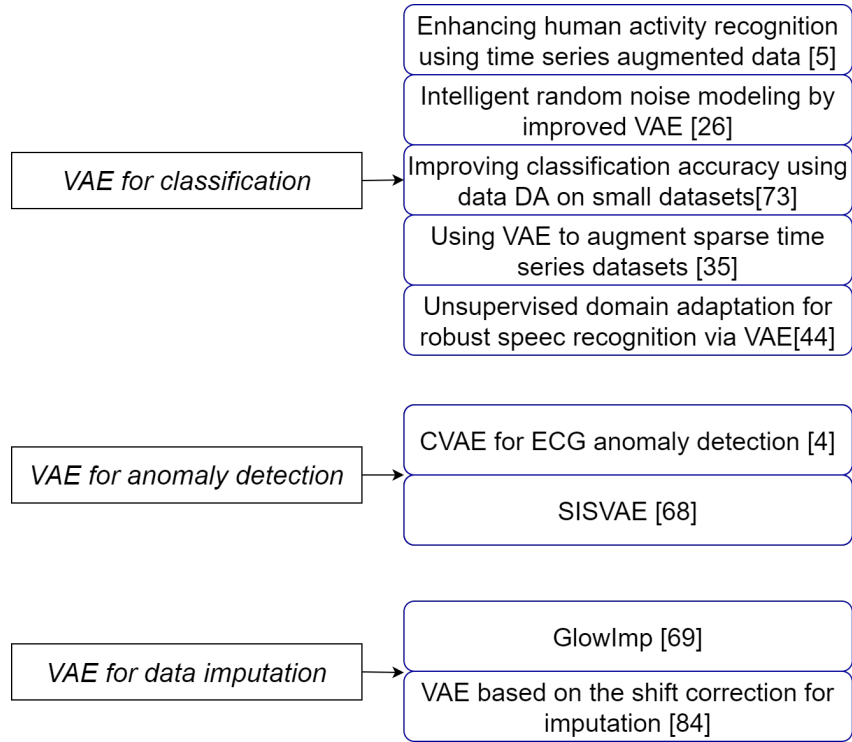 Enhancing human activity recognition
using time series augmented data [5]
Intelligent random noise modeling by
improved VAE [26]
VAE for classification
Improving classification accuracy using
data DA on small datasets[73]
Using VAE to augment sparse time
series datasets [35]
Unsupervised domain adaptation for
robust speec recognition via VAE[44]
VAE for anomaly detection
CVAE for ECG anomaly detection [4]
SISVAE [68]
VAE for data imputation
GlowImp [69]
VAE based on the shift correction for
imputation [84]